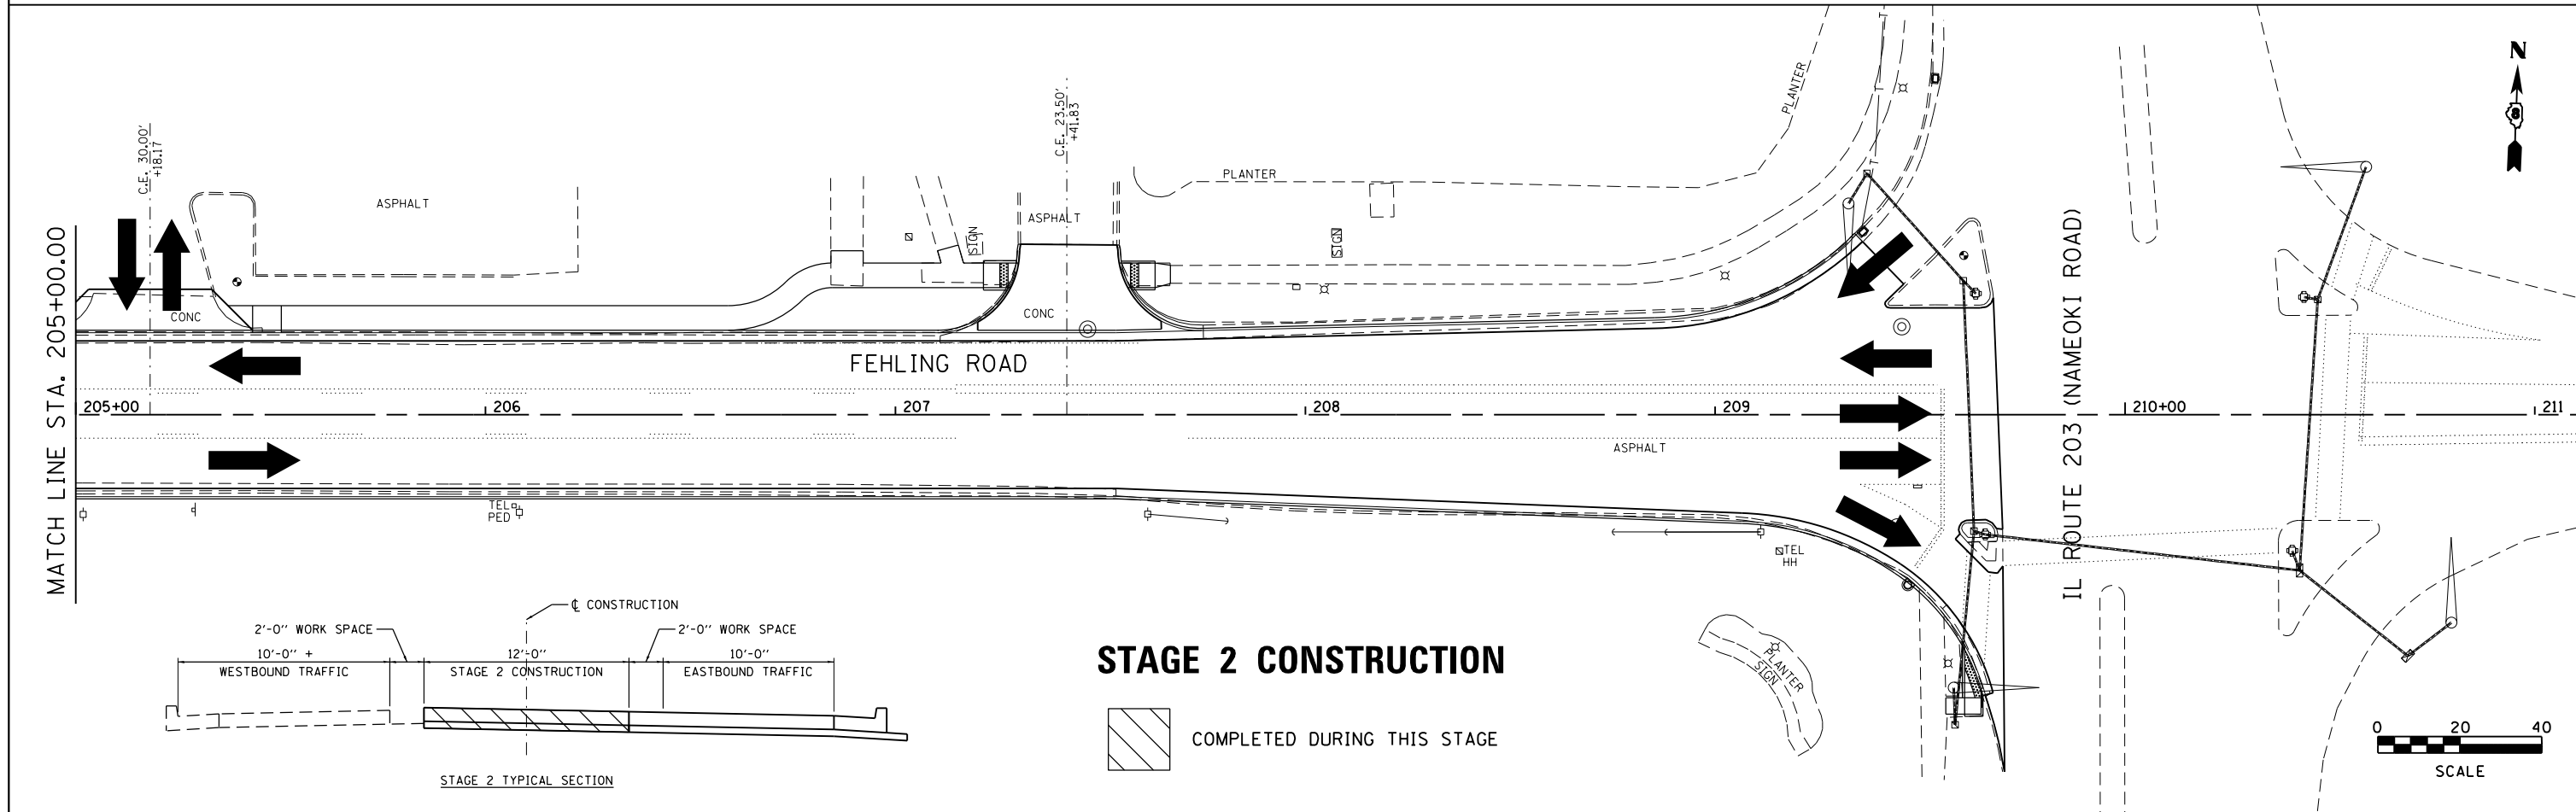 N
8
C.E. 30.00'
+18.17
C.E. 23.50'
+41.83
PLANTER
PLANTER
ASPHALT
SIGN
ASPHALT
SIGN
CONC
CONC
FEHLING ROAD
MATCH LINE STA. 205+00.00
205+00
206
207
208
209
210+00
211
IL ROUTE 203 (NAMEOKI ROAD)
ASPHALT
TEL
PED
TEL
HH
PLANTER
SIGN
℄ CONSTRUCTION
2'-0" WORK SPACE
2'-0" WORK SPACE
10'-0" +
WESTBOUND TRAFFIC
12'-0"
STAGE 2 CONSTRUCTION
10'-0"
EASTBOUND TRAFFIC
STAGE 2 TYPICAL SECTION
STAGE 2 CONSTRUCTION
COMPLETED DURING THIS STAGE
0 20 40
SCALE